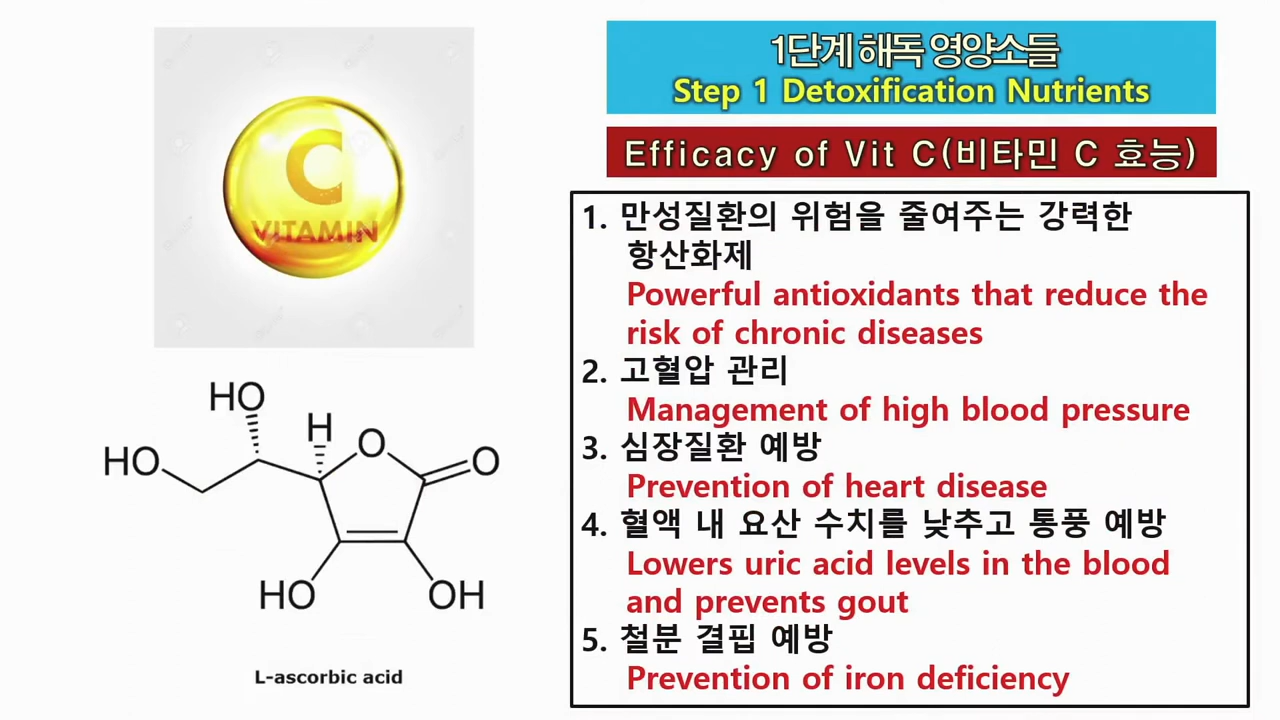 C
VITAMIN
HO
H
O
HO
O
HO
OH
L-ascorbic acid
1단계 해독 영양소들
Step 1 Detoxification Nutrients
Efficacy of Vit C(비타민 C 효능)
1. 만성질환의 위험을 줄여주는 강력한
항산화제
Powerful antioxidants that reduce the
risk of chronic diseases
2. 고혈압 관리
Management of high blood pressure
3. 심장질환 예방
Prevention of heart disease
4. 혈액 내 요산 수치를 낮추고 통풍 예방
Lowers uric acid levels in the blood
and prevents gout
5. 철분 결핍 예방
Prevention of iron deficiency